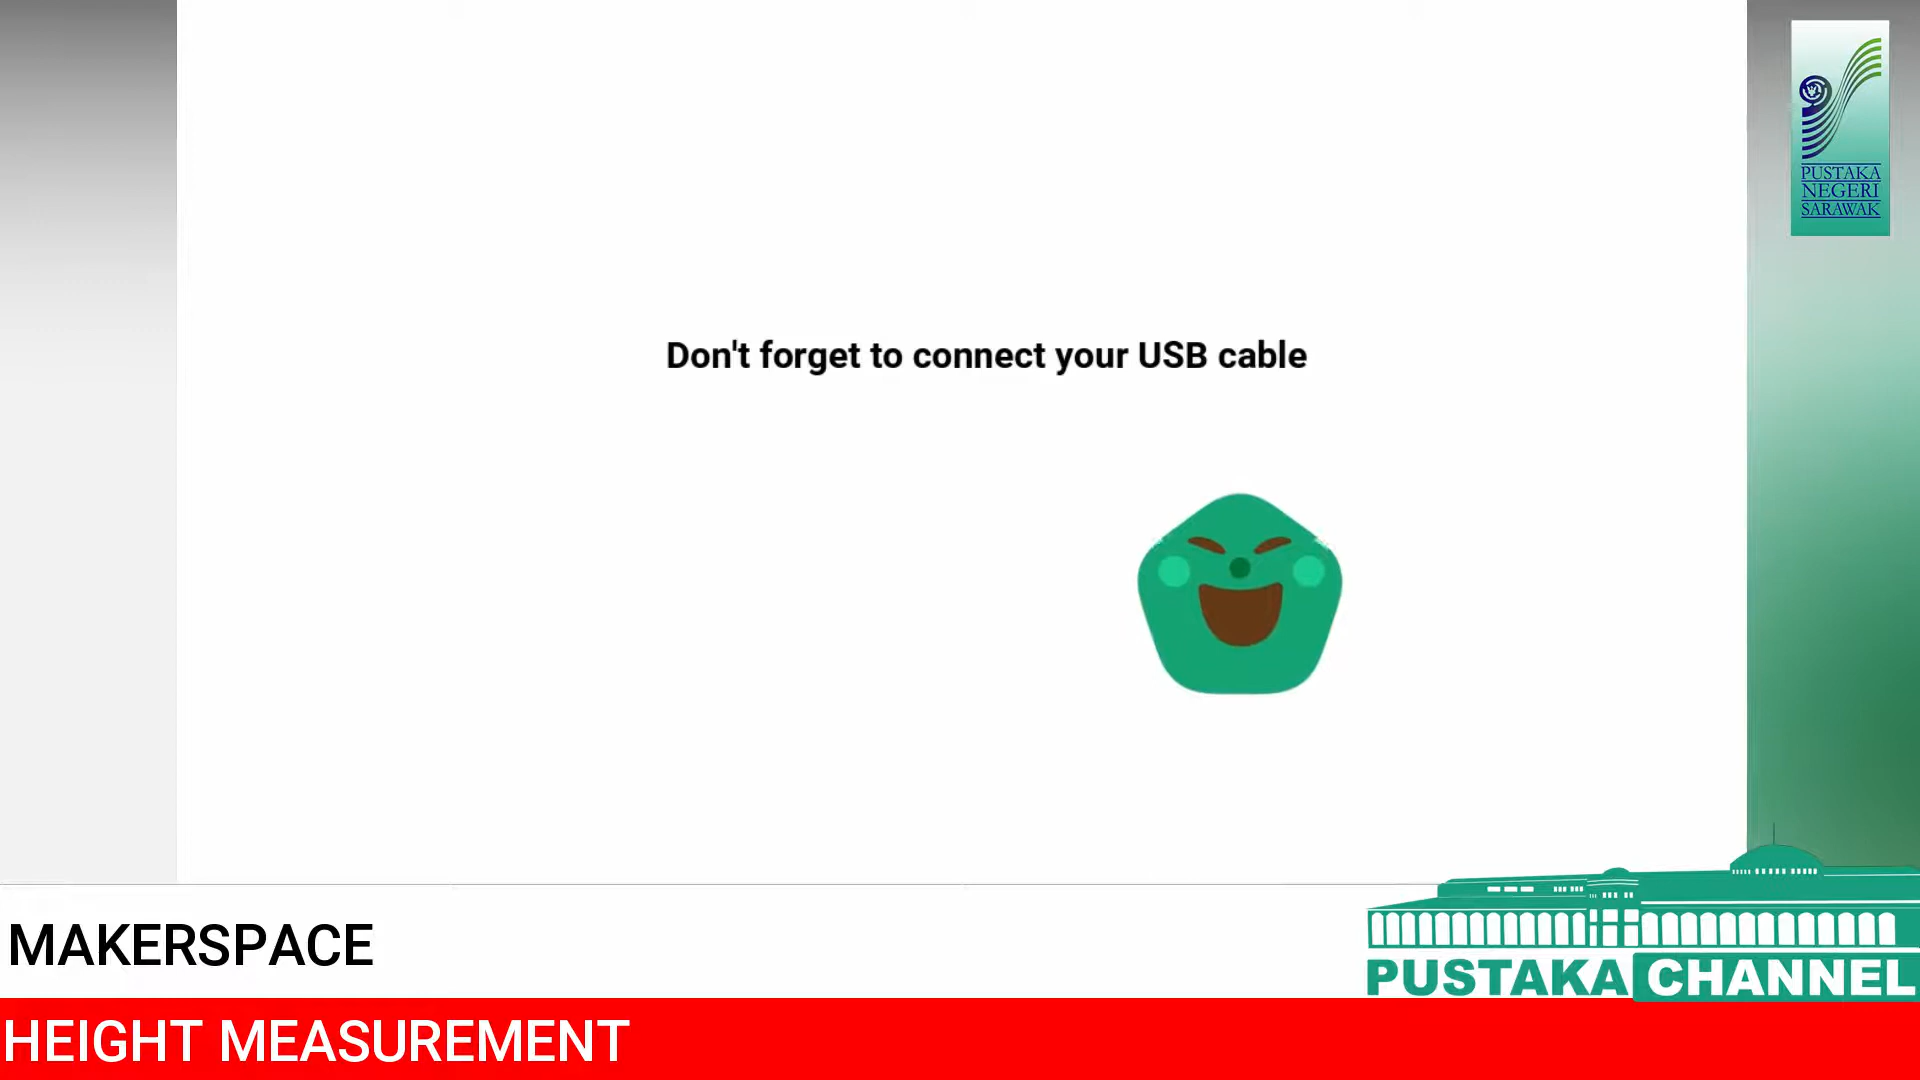 PUSTAKA
NEGERI
SARAWAK
Don't forget to connect your USB cable
MAKERSPACE
PUSTAKA CHANNEL
HEIGHT MEASUREMENT